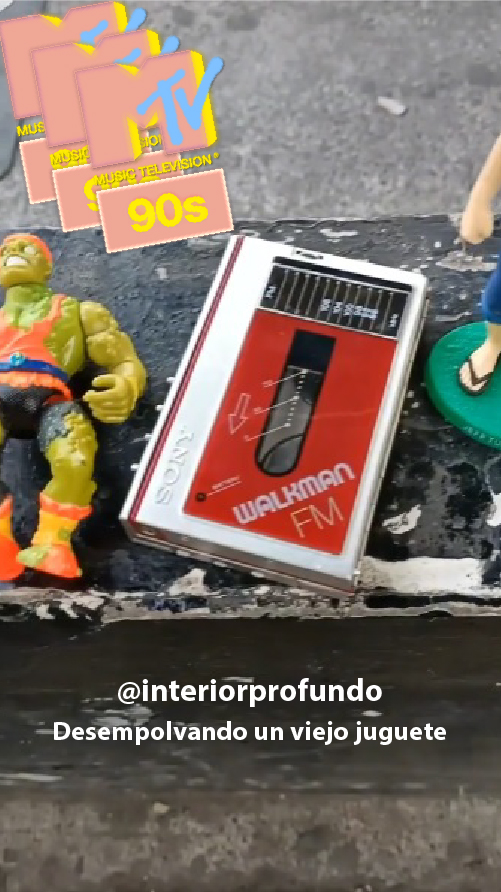 MTV
MUSIC TELEVISION®
90s
SONY
WALKMAN
FM
@interiorprofundo
Desempolvando un viejo juguete